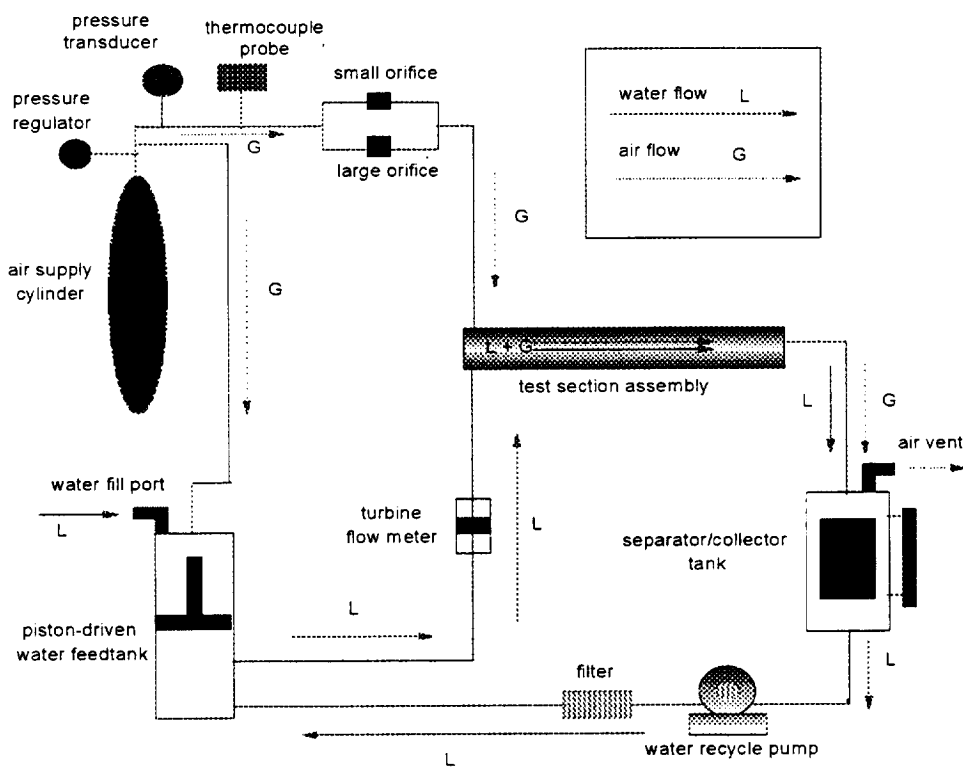 pressure
transducer
thermocouple
probe
small orifice
pressure
regulator
G
large orifice
water flow L
air flow G
G
air supply
cylinder
G
L + G
test section assembly
L
G
air vent
water fill port
L
turbine
flow meter
L
separator/collector
tank
L
piston-driven
water feedtank
filter
L
water recycle pump
L